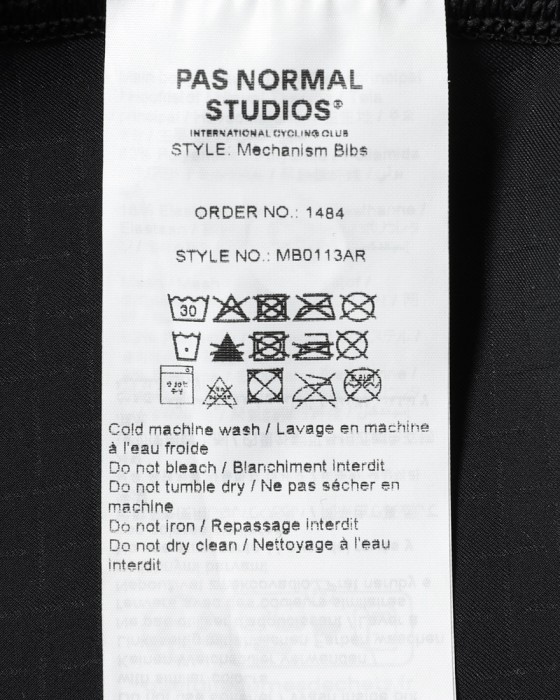 PAS NORMAL
STUDIOS®
INTERNATIONAL CYCLING CLUB
STYLE. Mechanism Bibs
ORDER NO.: 1484
STYLE NO.: MB0113AR
30
Cold machine wash / Lavage en machine
à l'eau froide
Do not bleach / Blanchiment interdit
Do not tumble dry / Ne pas sécher en
machine
Do not iron / Repassage interdit
Do not dry clean / Nettoyage à l'eau
interdit